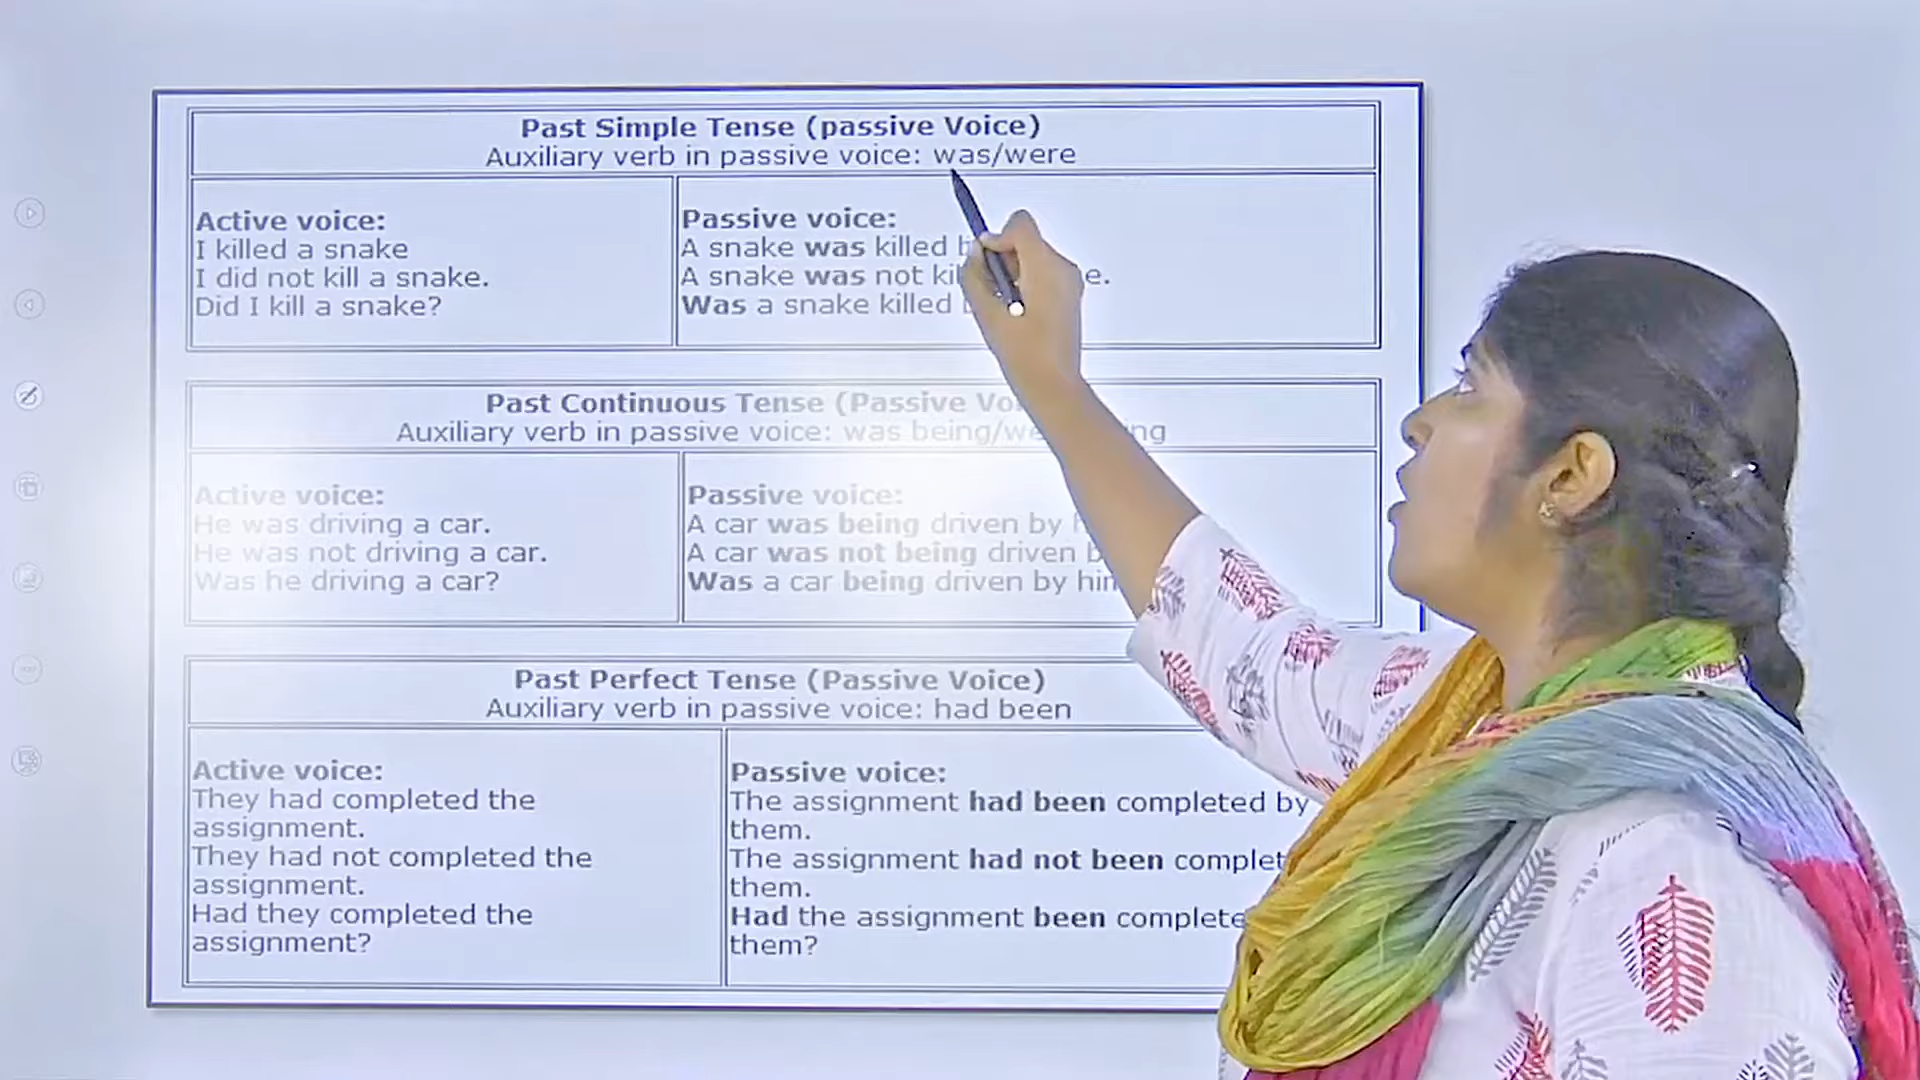 Past Simple Tense (passive Voice)
Auxiliary verb in passive voice: was/were
Active voice:
I killed a snake
I did not kill a snake.
Did I kill a snake?
Passive voice:
A snake was killed
A snake was not
Was a snake killed
Past Continuous Tense (Passive
Auxiliary verb in passive voice: was
Active voice:
He was driving a car.
He was not driving a car.
Was he driving a car?
Passive voice:
A car was being driven by
A car was not being driven
Was a car being driven by
Past Perfect Tense (Passive Voice)
Auxiliary verb in passive voice: had been
Active voice:
They had completed the
assignment.
They had not completed the
assignment.
Had they completed the
assignment?
Passive voice:
The assignment had been completed by
them.
The assignment had not been
them.
Had the assignment been
them?